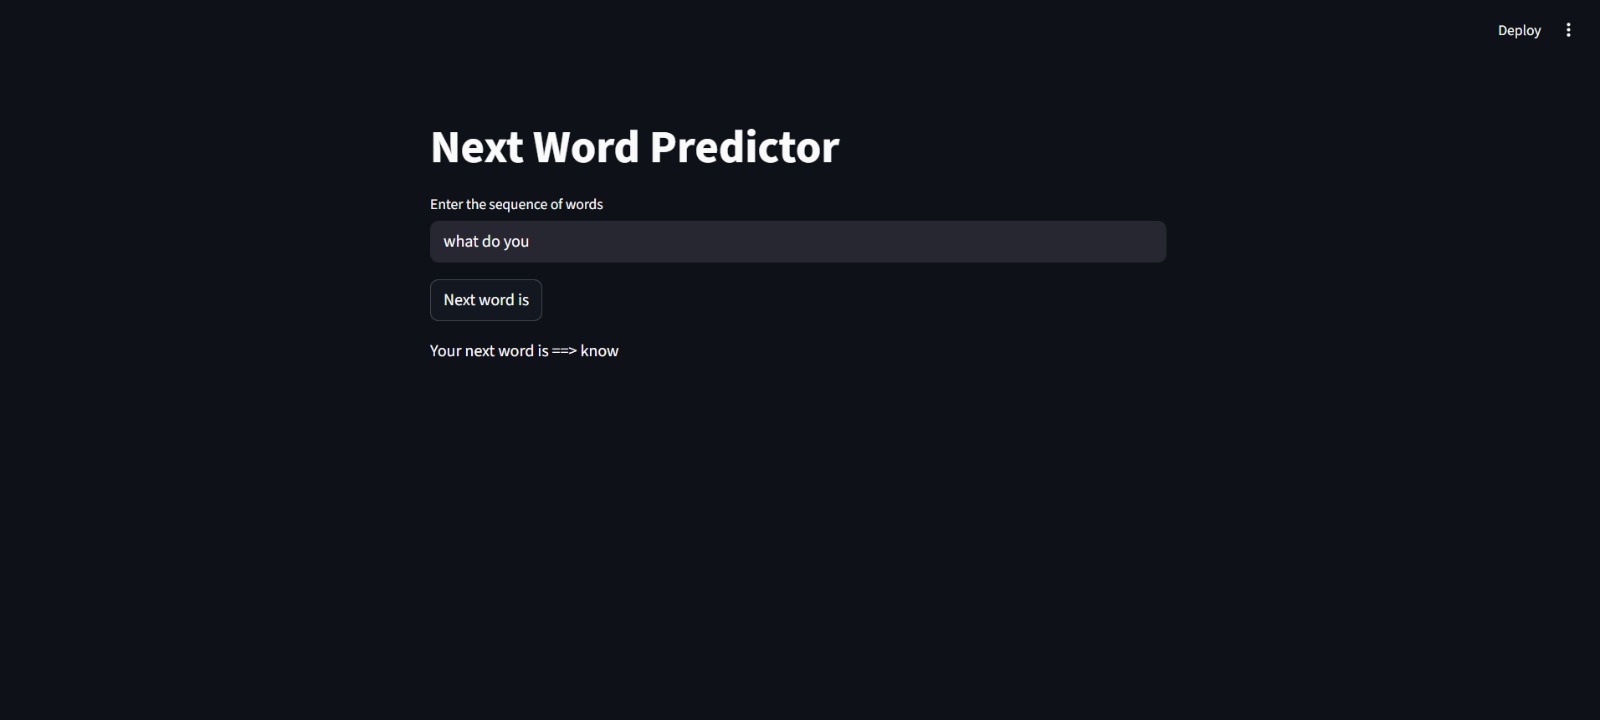 Deploy
Next Word Predictor
Enter the sequence of words
what do you
Next word is
Your next word is ==> know